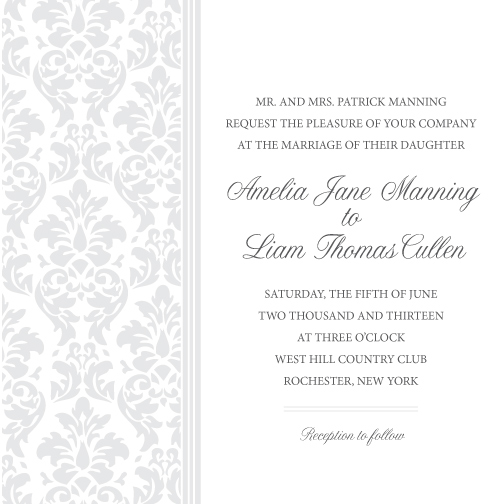 MR. AND MRS. PATRICK MANNING
REQUEST THE PLEASURE OF YOUR COMPANY
AT THE MARRIAGE OF THEIR DAUGHTER
Amelia Jane Manning
to
Liam Thomas Cullen
SATURDAY, THE FIFTH OF JUNE
TWO THOUSAND AND THIRTEEN
AT THREE O'CLOCK
WEST HILL COUNTRY CLUB
ROCHESTER, NEW YORK
Reception to follow